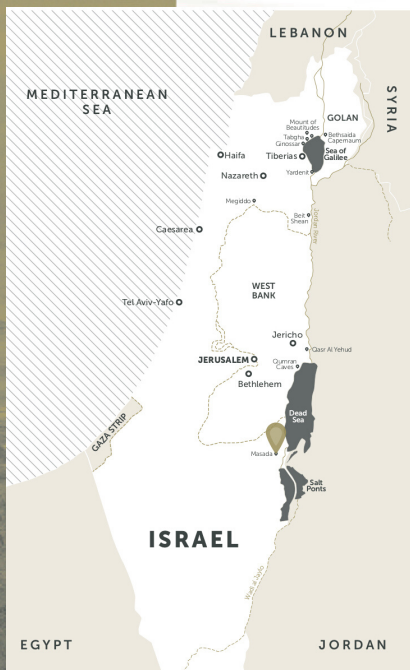 LEBANON
MEDITERRANEAN
SEA
SYRIA
GOLAN
Mount of
Beautitudes
Tabgha
Ginossar
Bethsaida
Capernaum
Haifa
Tiberias
Sea of
Galilee
Nazareth
Yardenit
Megiddo
Beit
Shean
Jordan River
Caesarea
WEST
BANK
Tel Aviv-Yafo
Jericho
Qasr Al Yehud
JERUSALEM
Qumran
Caves
Bethlehem
Dead
Sea
GAZA STRIP
Masada
Salt
Ponts
ISRAEL
EGYPT
JORDAN